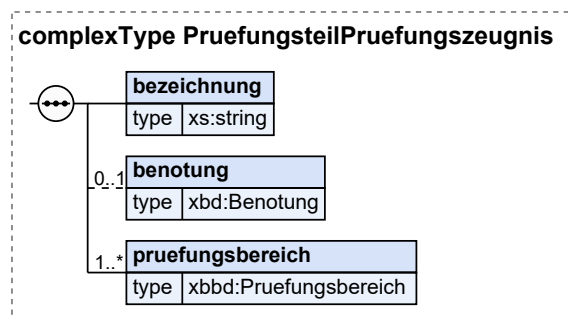 complexType PruefungsteilPruefungszeugnis
bezeichnung
type xs:string
0..1
benotung
type xbd:Benotung
1..*
pruefungsbereich
type xbbd:Pruefungsbereich